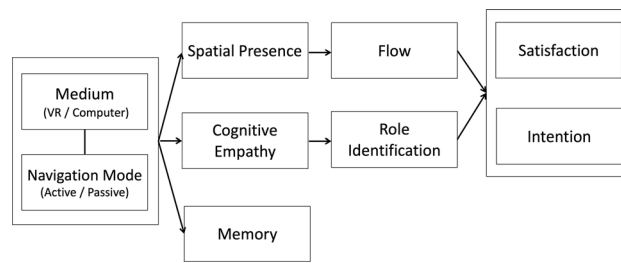 Medium
(VR / Computer)
Navigation Mode
(Active / Passive)
Spatial Presence
Flow
Cognitive
Empathy
Role
Identification
Memory
Satisfaction
Intention